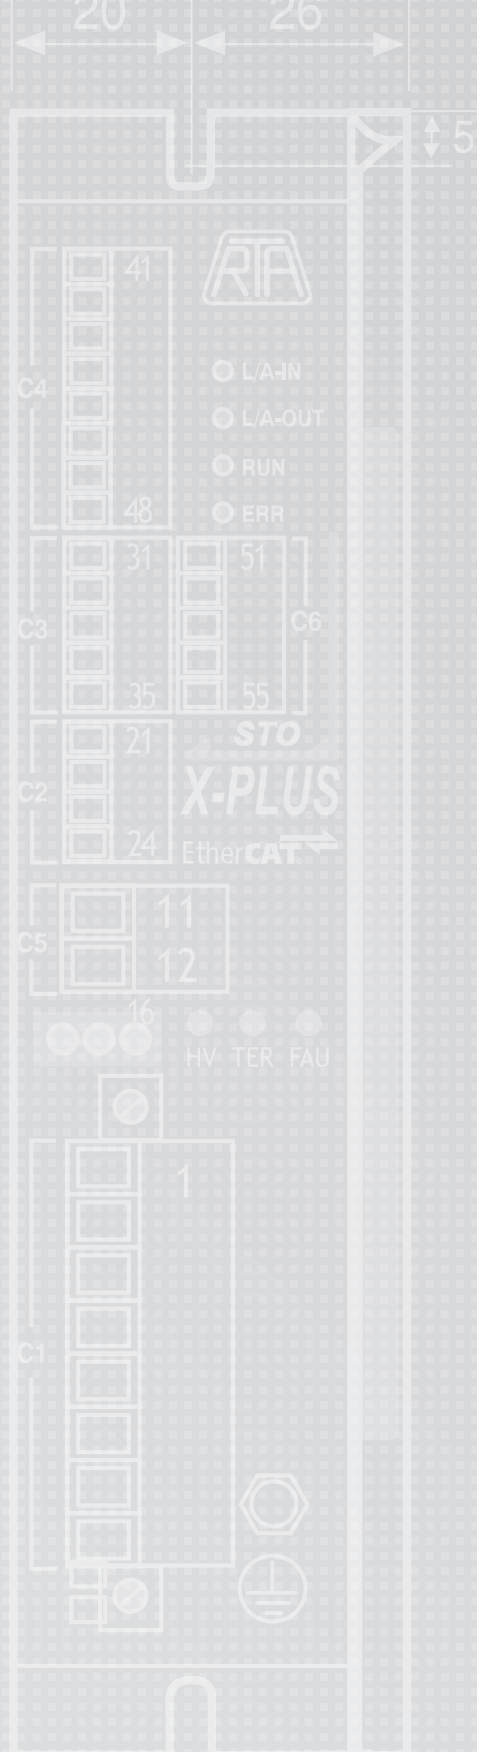 20 26
5
RTA
41
L/A-IN
C4
L/A-OUT
RUN
48
ERR
31 51
C3 C6
35 55
STO
21
X-PLUS
C2
24
EtherCAT
11
C5
12
16
HV TER FAU
1
C1